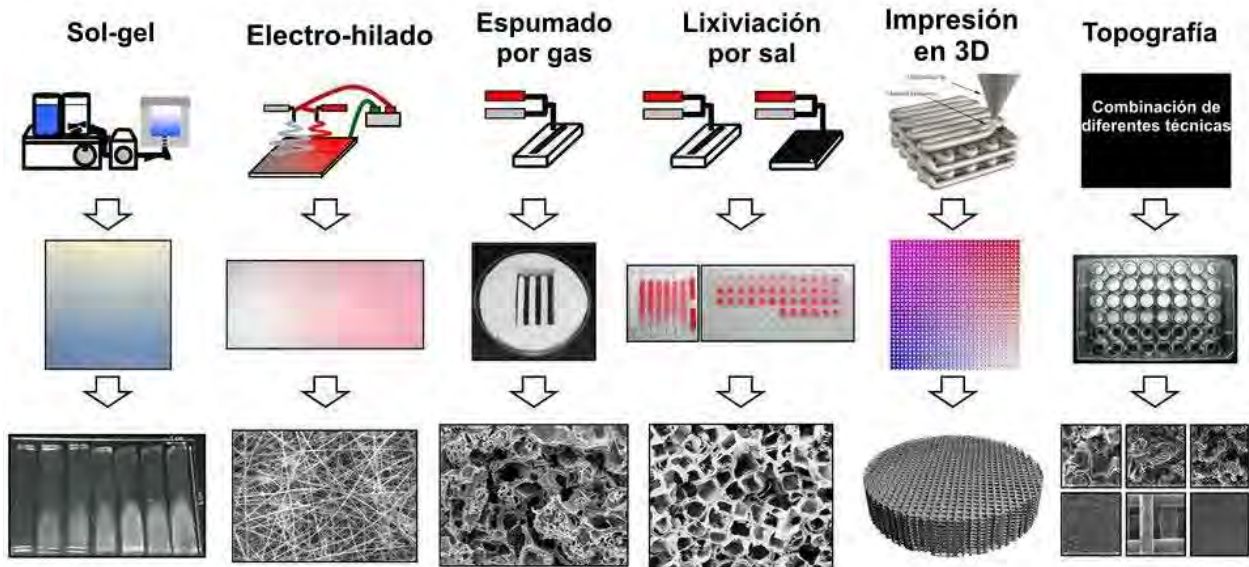 Sol-gel
Electro-hilado
Espumado
por gas
Lixiviación
por sal
Impresión
en 3D
Topografía
Combinación de
diferentes técnicas